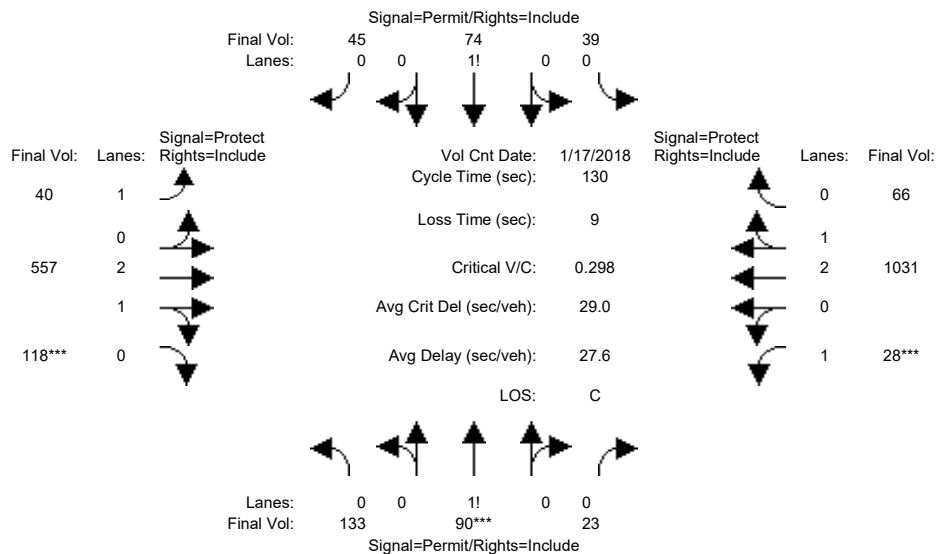 Signal=Permit/Rights=Include
Final Vol: 45 74 39
Lanes: 0 0 1! 0 0
Signal=Protect Signal=Protect
Final Vol: Lanes: Rights=Include Vol Cnt Date: 1/17/2018 Rights=Include Lanes: Final Vol:
Cycle Time (sec): 130
40 1 0 66
Loss Time (sec): 9
0 1
557 2 Critical V/C: 0.298 2 1031
1 Avg Crit Del (sec/veh): 29.0 0
118*** 0 Avg Delay (sec/veh): 27.6 1 28***
LOS: C
Lanes: 0 0 1! 0 0
Final Vol: 133 90*** 23
Signal=Permit/Rights=Include